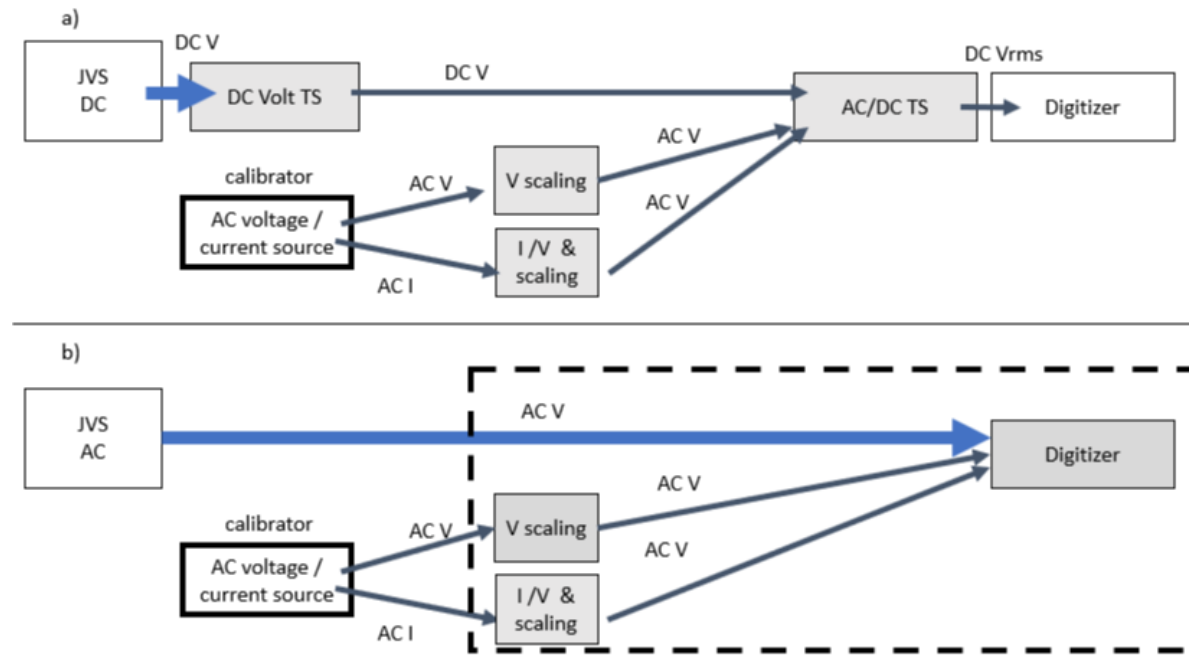 a)
DC V
JVS
DC
DC Volt TS
DC V
DC Vrms
AC/DC TS
Digitizer
calibrator
AC voltage /
current source
AC V
AC I
V scaling
I /V &
scaling
AC V
AC V
b)
JVS
AC
AC V
Digitizer
calibrator
AC voltage /
current source
AC V
AC I
V scaling
I /V &
scaling
AC V
AC V